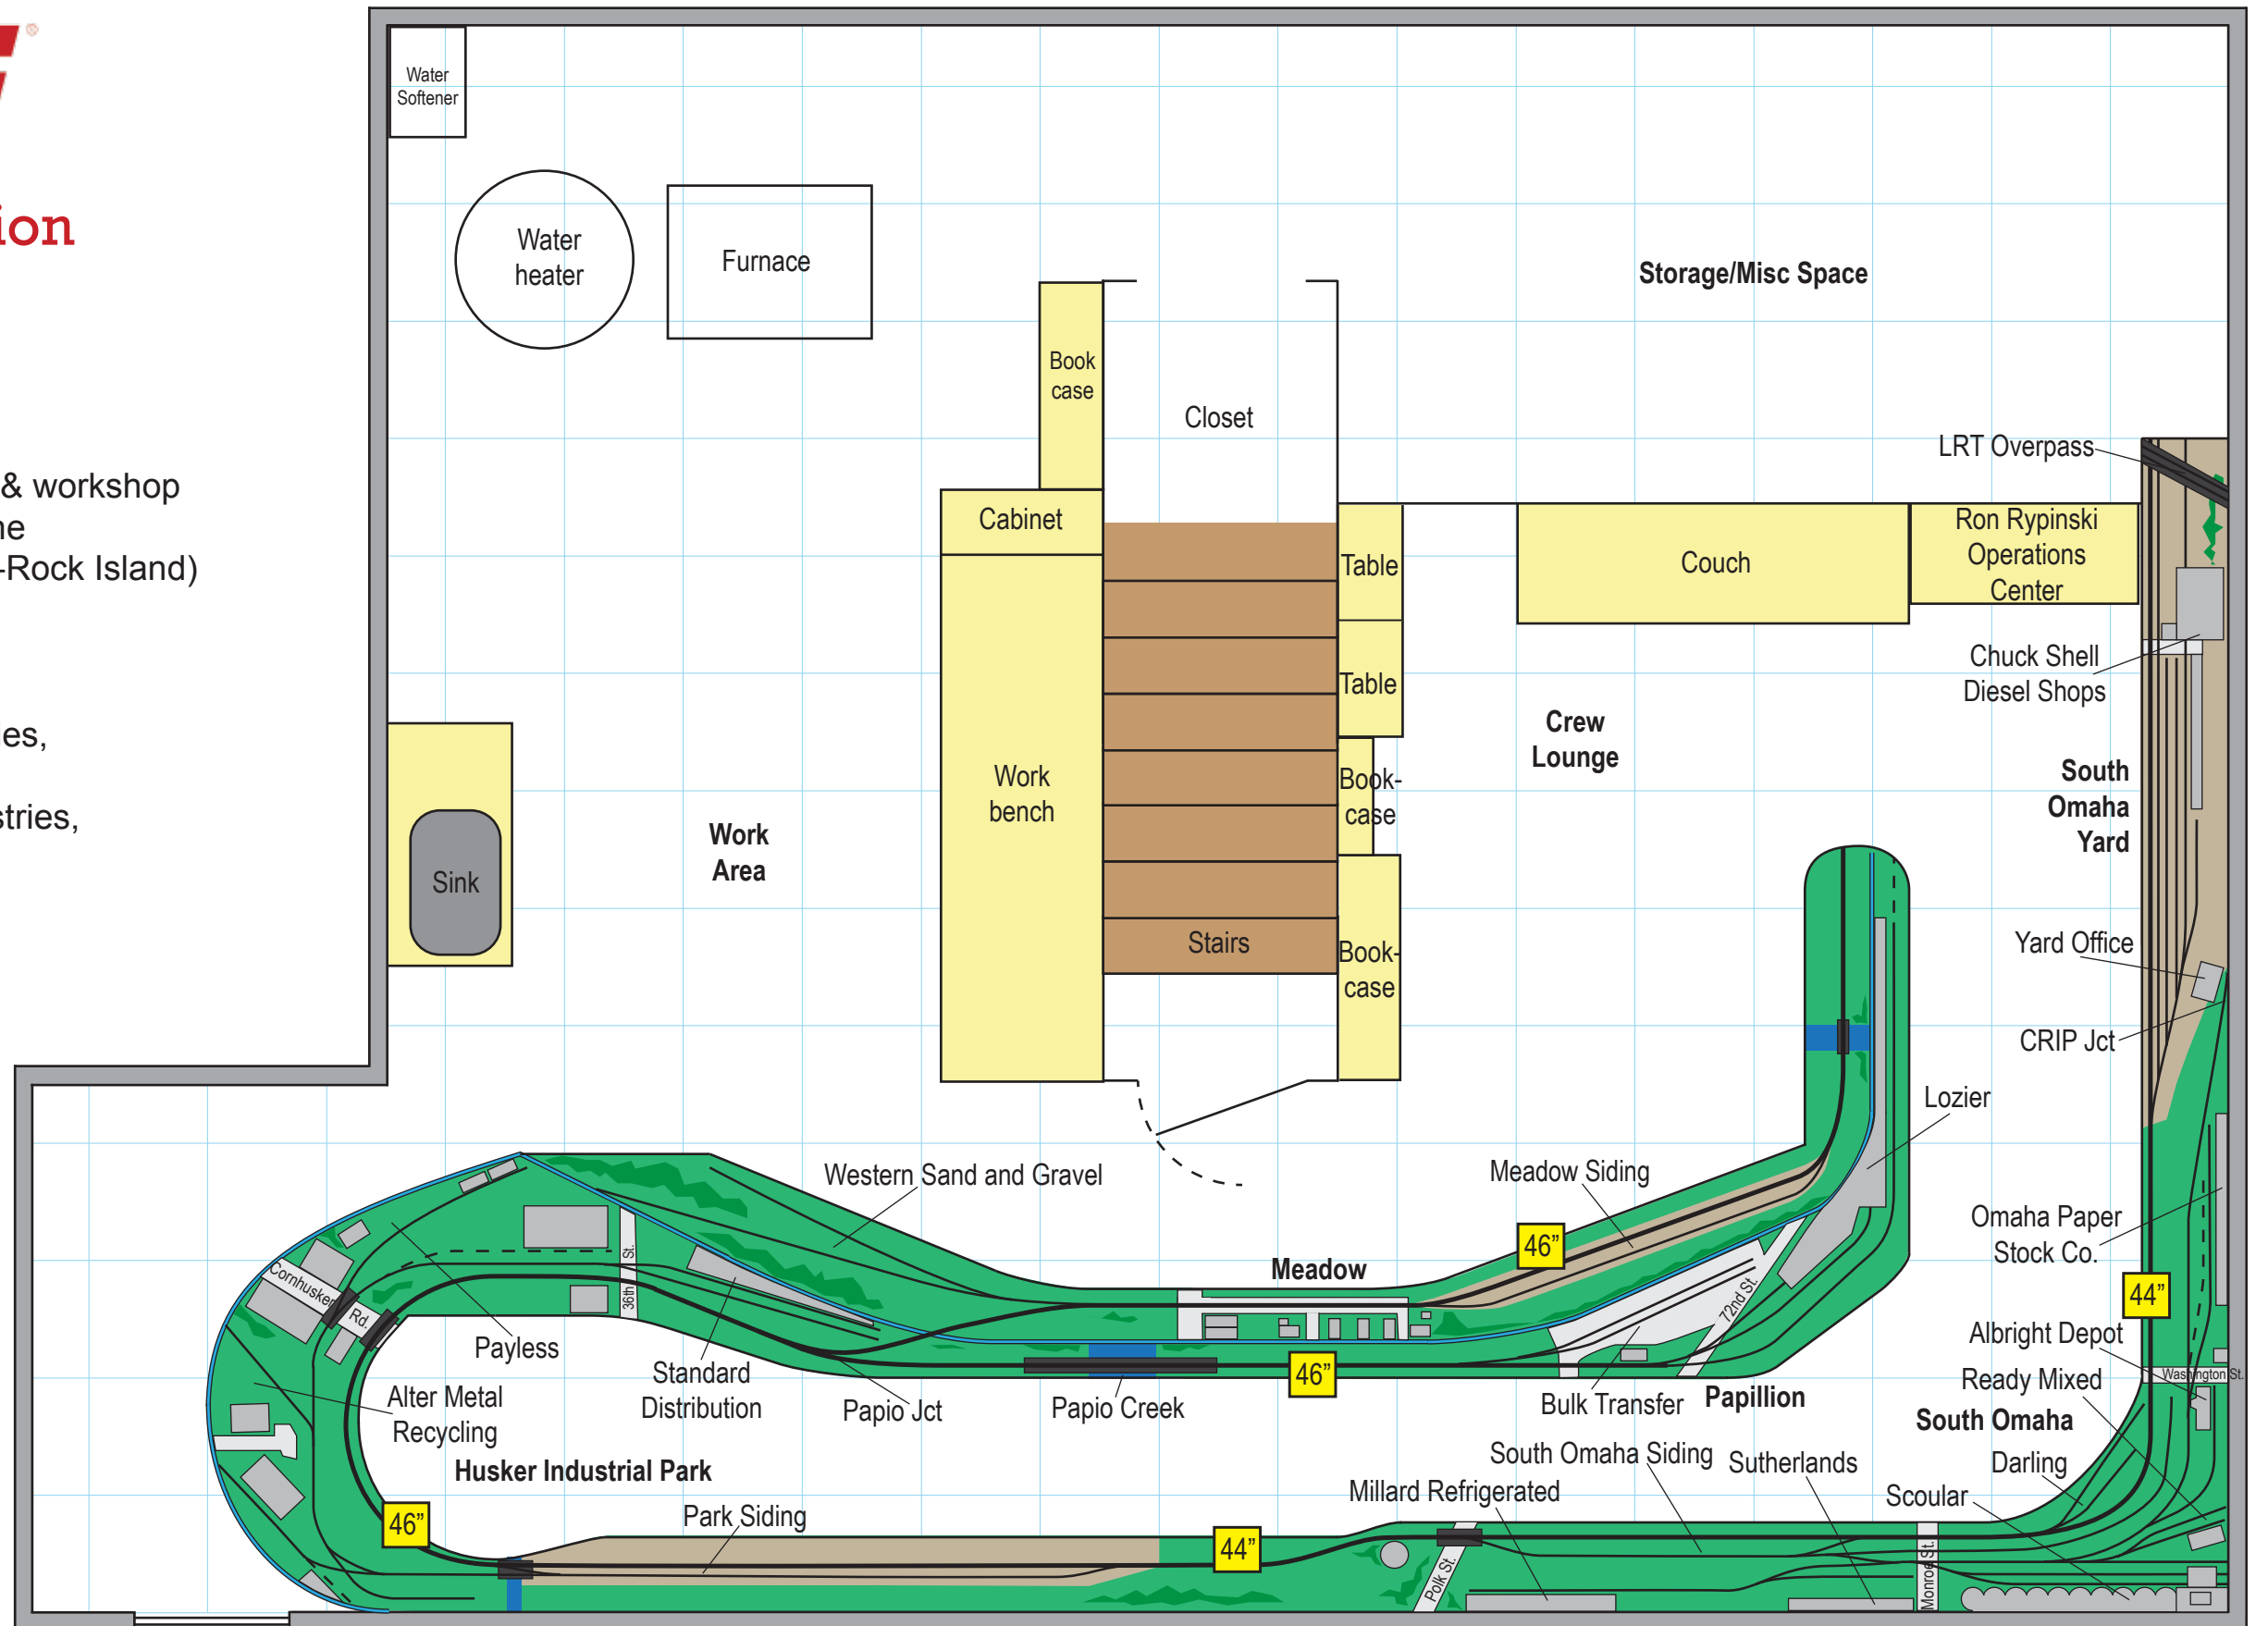 ®
ion
& workshop
ne
-Rock Island)
ies,
stries,
Water
Softener
Water
heater
Furnace
Storage/Misc Space
Book
case
Closet
LRT Overpass
Cabinet
Table
Couch
Ron Rypinski
Operations
Center
Table
Chuck Shell
Diesel Shops
Crew
Lounge
Work
bench
Book-
case
South
Omaha
Yard
Work
Area
Sink
Stairs
Book-
case
Yard Office
CRIP Jct
Lozier
Western Sand and Gravel
Meadow Siding
Omaha Paper
Stock Co.
46”
Meadow
36th St.
Cornhusker Rd.
72nd St.
44”
Payless
Albright Depot
Washington St.
Standard
Distribution
46”
Ready Mixed
Alter Metal
Recycling
Papio Jct
Papio Creek
Bulk Transfer
Papillion
South Omaha
Husker Industrial Park
South Omaha Siding
Sutherlands
Darling
Millard Refrigerated
Scoular
46”
Park Siding
44”
Polk St.
Monroe St.